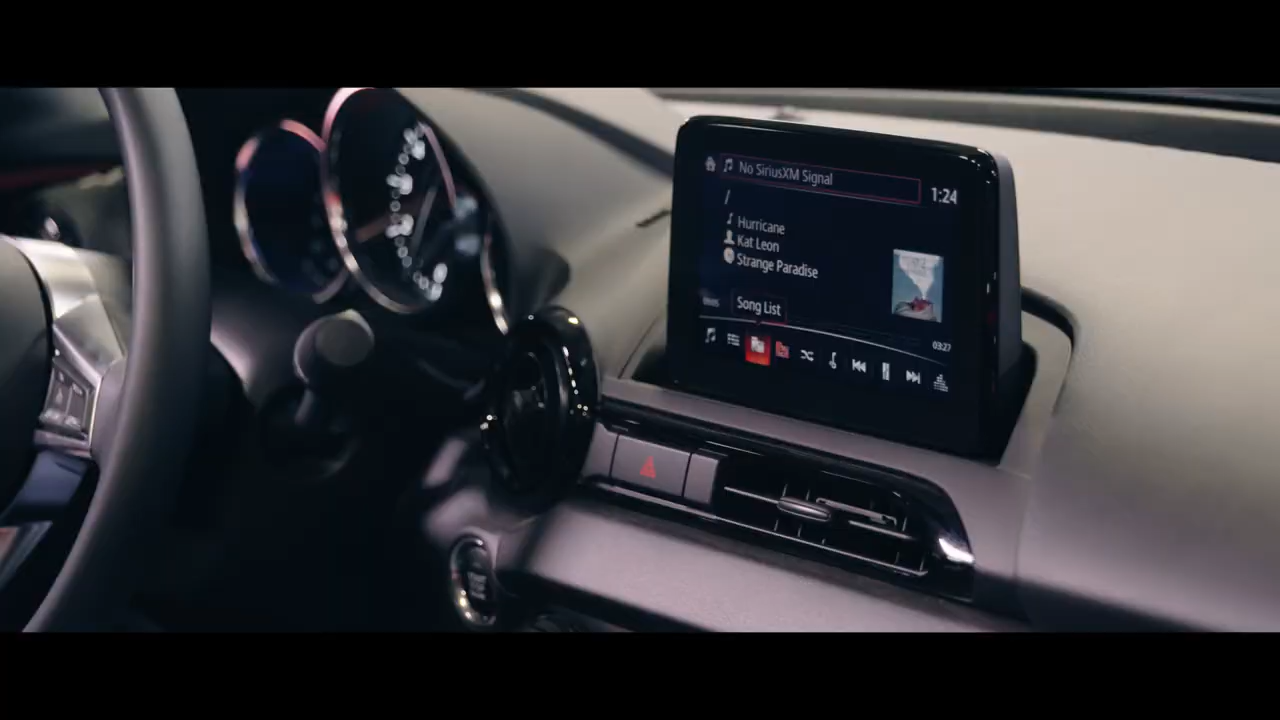 No SiriusXM Signal
1:24
/
Hurricane
Kat Leon
Strange Paradise
Song List
03:27